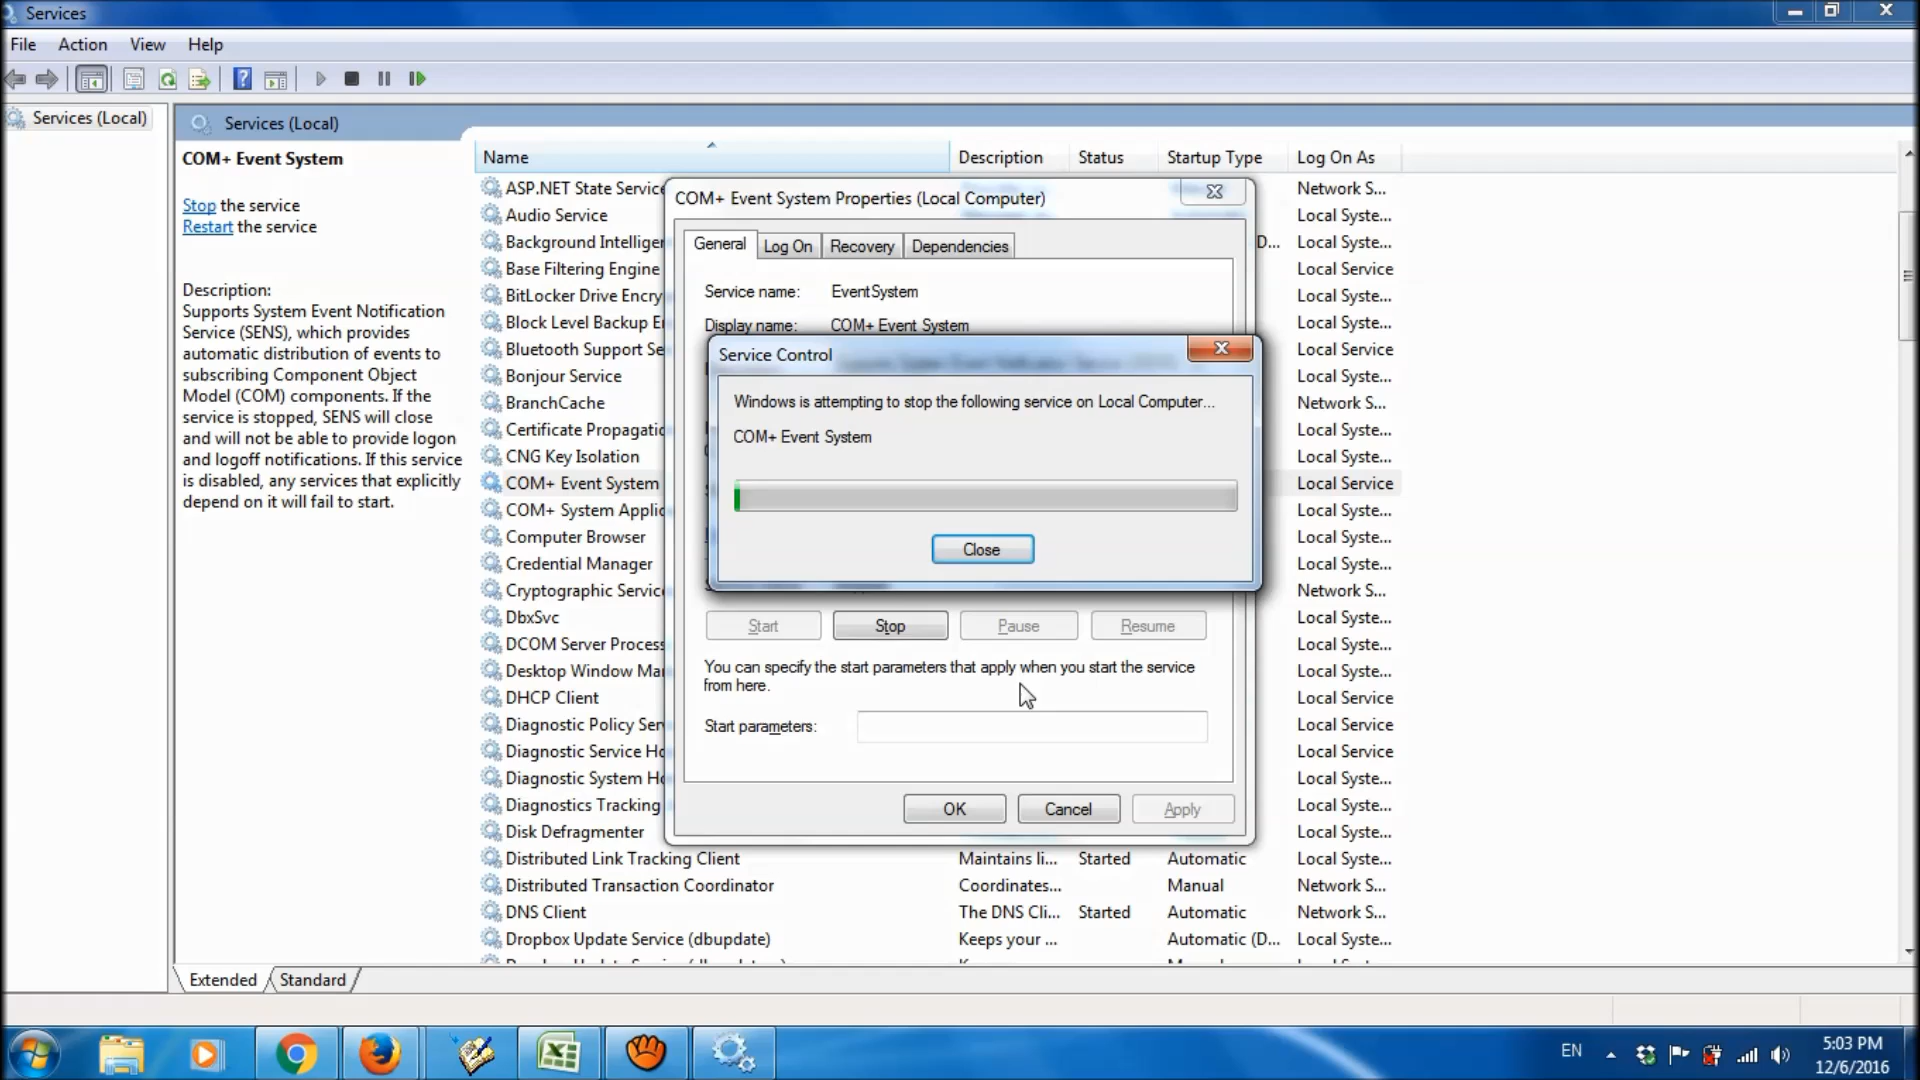 Services
File Action View Help
Services (Local)
Services (Local)
COM+ Event System
Stop the service
Restart the service
Description:
Supports System Event Notification
Service (SENS), which provides
automatic distribution of events to
subscribing Component Object
Model (COM) components. If the
service is stopped, SENS will close
and will not be able to provide logon
and logoff notifications. If this service
is disabled, any services that explicitly
depend on it will fail to start.
Name Description Status Startup Type Log On As
ASP.NET State Service Network S...
Audio Service Local Syste...
Background Intelliger D... Local Syste...
Base Filtering Engine Local Service
BitLocker Drive Encry Local Syste...
Block Level Backup E Local Syste...
Bluetooth Support Se Local Service
Bonjour Service Local Syste...
BranchCache Network S...
Certificate Propagatic Local Syste...
CNG Key Isolation Local Syste...
COM+ Event System Local Service
COM+ System Applic Local Syste...
Computer Browser Local Syste...
Credential Manager Local Syste...
Cryptographic Service Network S...
DbxSvc Local Syste...
DCOM Server Process Local Syste...
Desktop Window Mar Local Syste...
DHCP Client Local Service
Diagnostic Policy Ser Local Service
Diagnostic Service Ho Local Service
Diagnostic System Ho Local Syste...
Diagnostics Tracking Local Syste...
Disk Defragmenter Local Syste...
Distributed Link Tracking Client Maintains li... Started Automatic Local Syste...
Distributed Transaction Coordinator Coordinates... Manual Network S...
DNS Client The DNS Cli... Started Automatic Network S...
Dropbox Update Service (dbupdate) Keeps your ... Automatic (D... Local Syste...
Extended Standard
COM+ Event System Properties (Local Computer)
General Log On Recovery Dependencies
Service name: EventSystem
Display name: COM+ Event System
Service Control
Windows is attempting to stop the following service on Local Computer...
COM+ Event System
Close
Start Stop Pause Resume
You can specify the start parameters that apply when you start the service
from here.
Start parameters:
OK Cancel Apply
EN
5:03 PM
12/6/2016